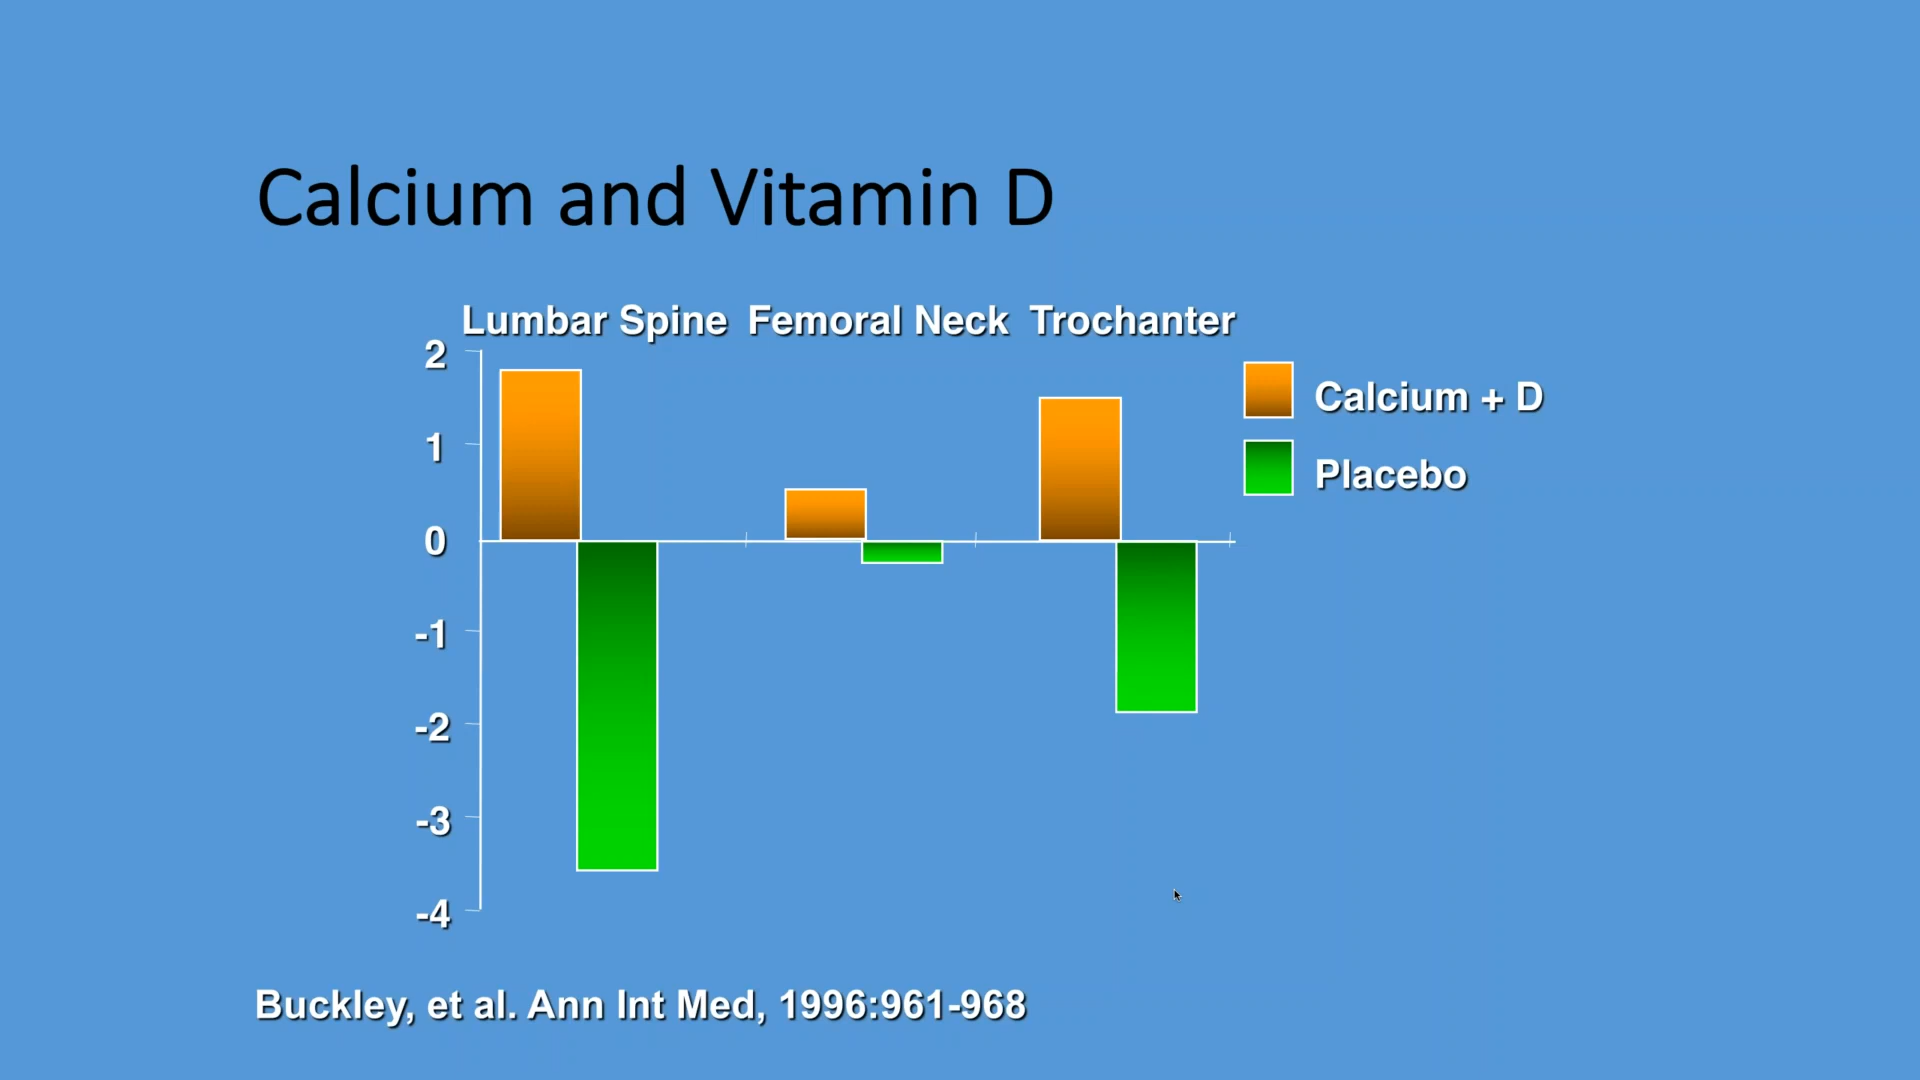 Calcium and Vitamin D
Lumbar Spine Femoral Neck Trochanter
2
1
0
-1
-2
-3
-4
Calcium + D
Placebo
Buckley, et al. Ann Int Med, 1996:961-968